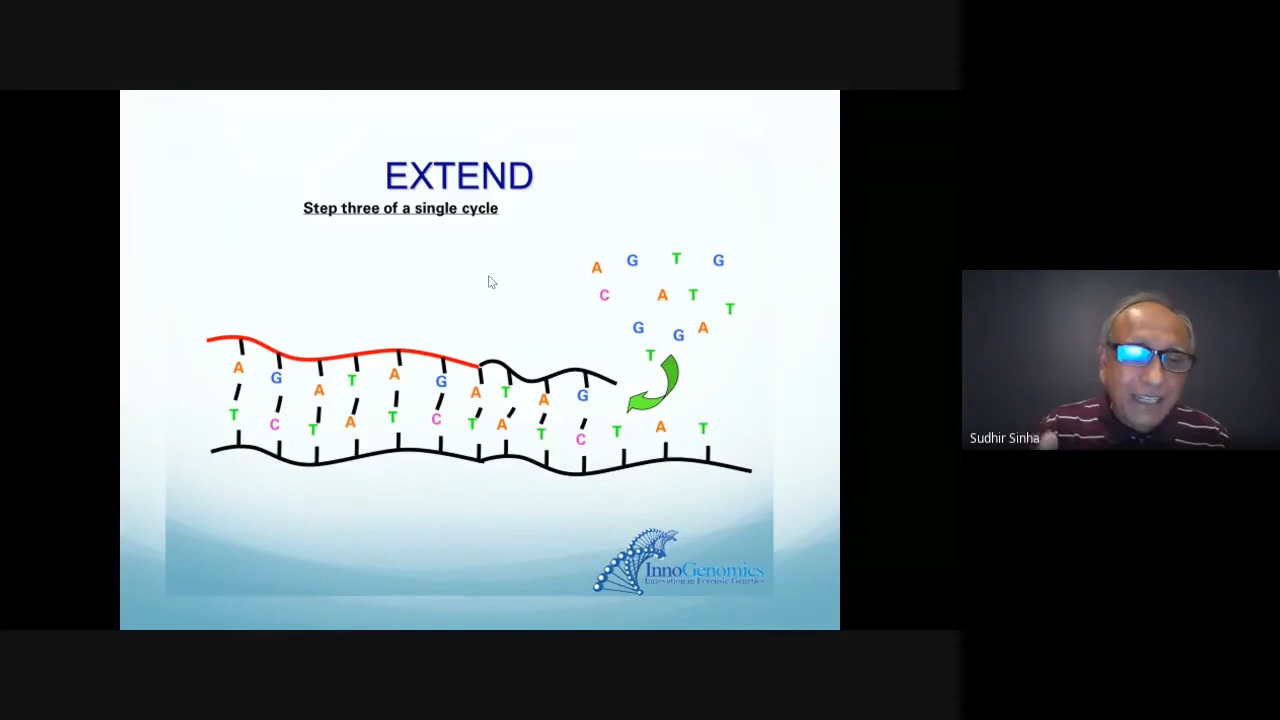 EXTEND
Step three of a single cycle
A G T G
C A T T
G G A
T
A G A T A G A T A G
T C T A T C T A T C T A T
InnoGenomics
Innovation in Forensic Genetics
Sudhir Sinha